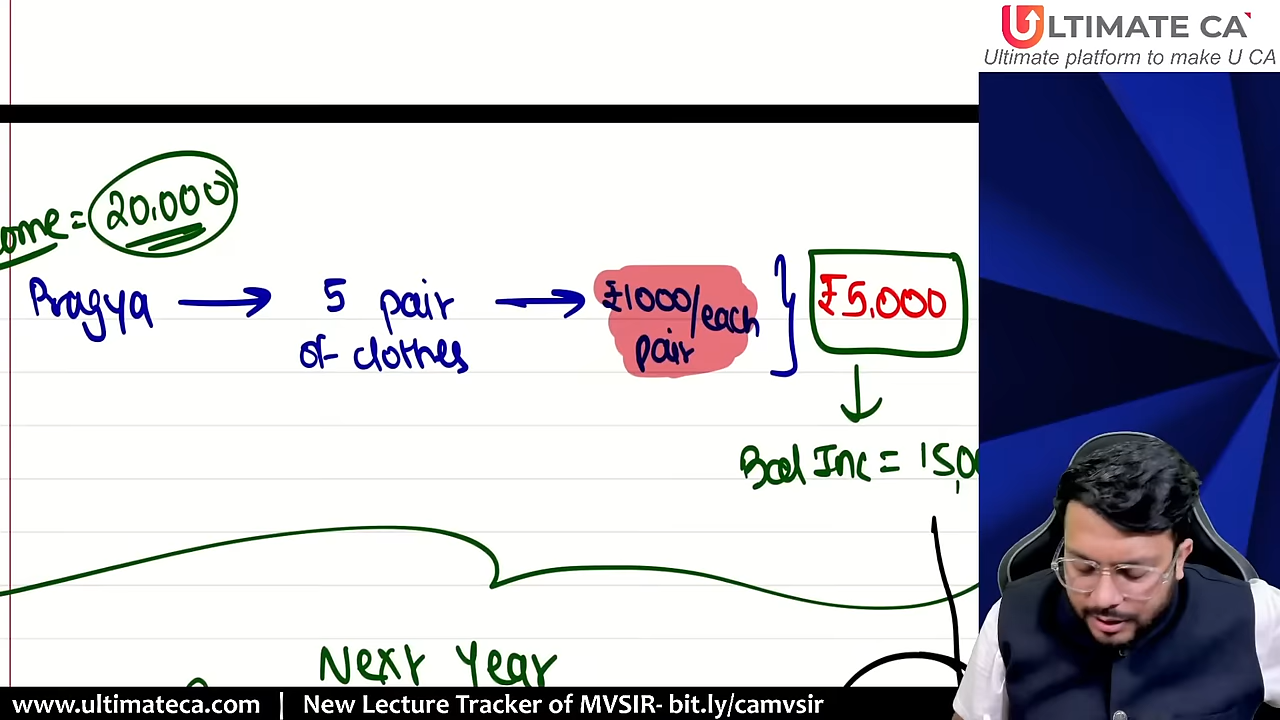 ULTIMATE CA
Ultimate platform to make U CA
ome = 20,000
Pragya → 5 pair of clothes → ₹1000/each pair } ₹5,000
Bal Inc = 15,0
Next Year
www.ultimateca.com | New Lecture Tracker of MVSIR- bit.ly/camvsir